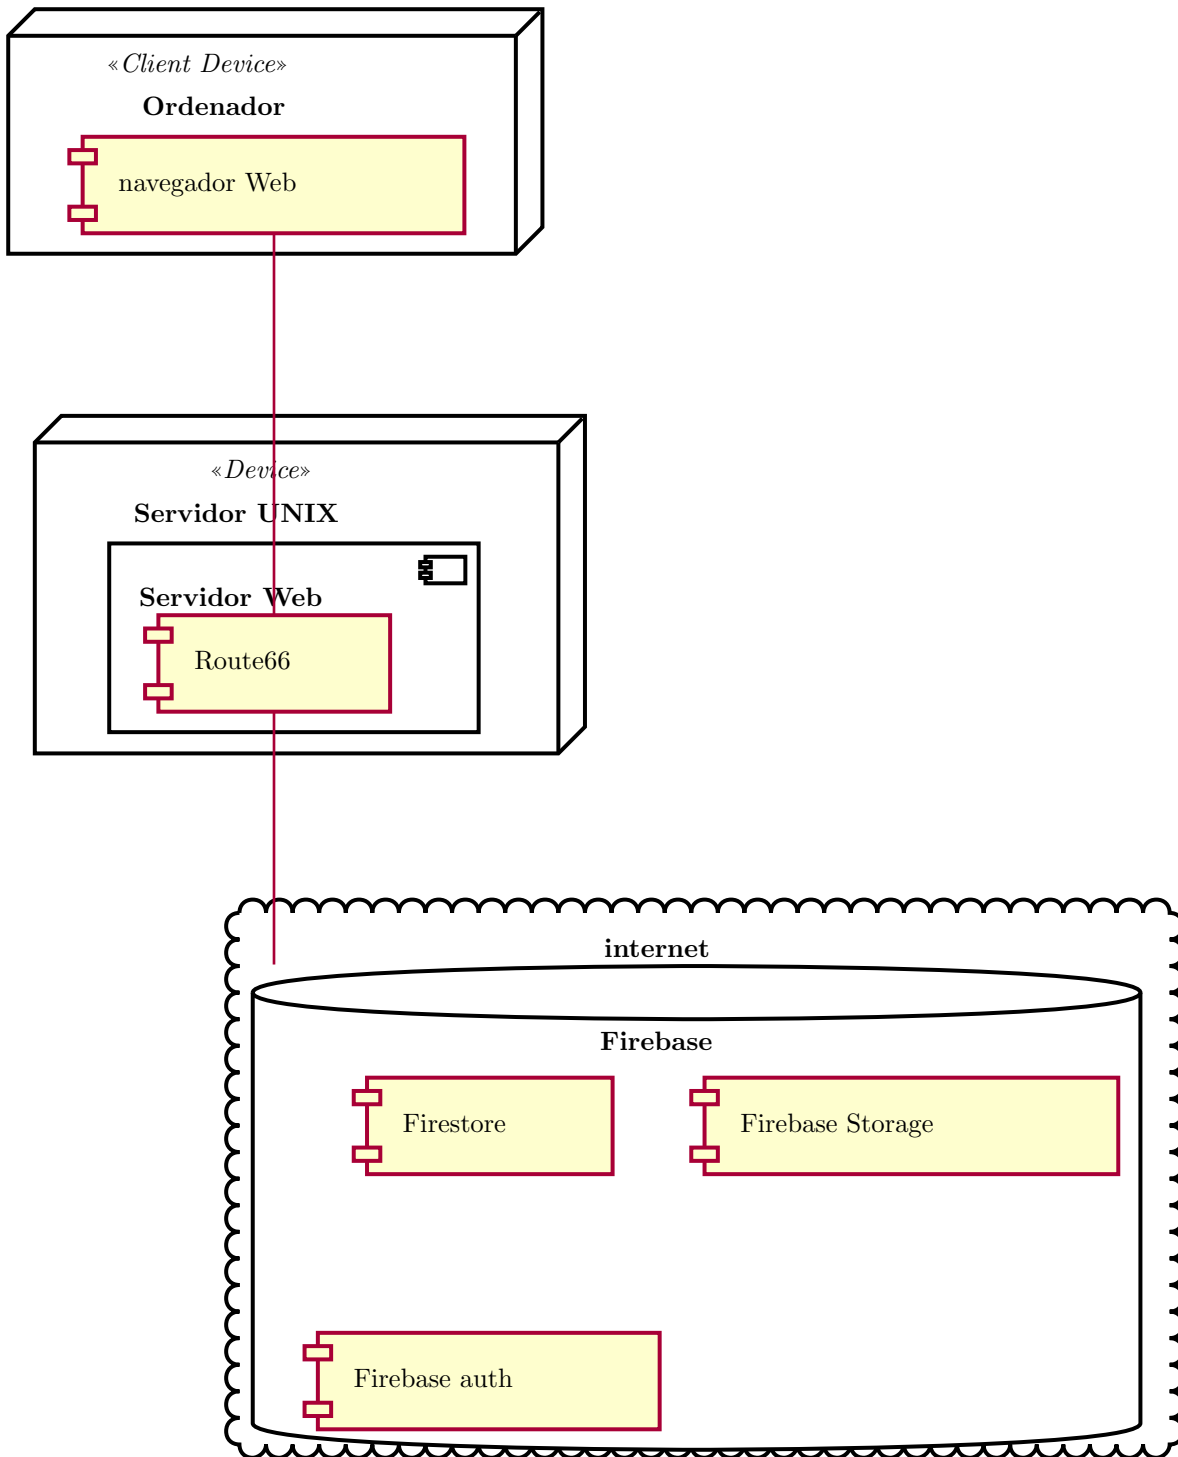 «Client Device»
Ordenador
navegador Web
«Device»
Servidor UNIX
Servidor Web
Route66
internet
Firebase
Firestore
Firebase Storage
Firebase auth